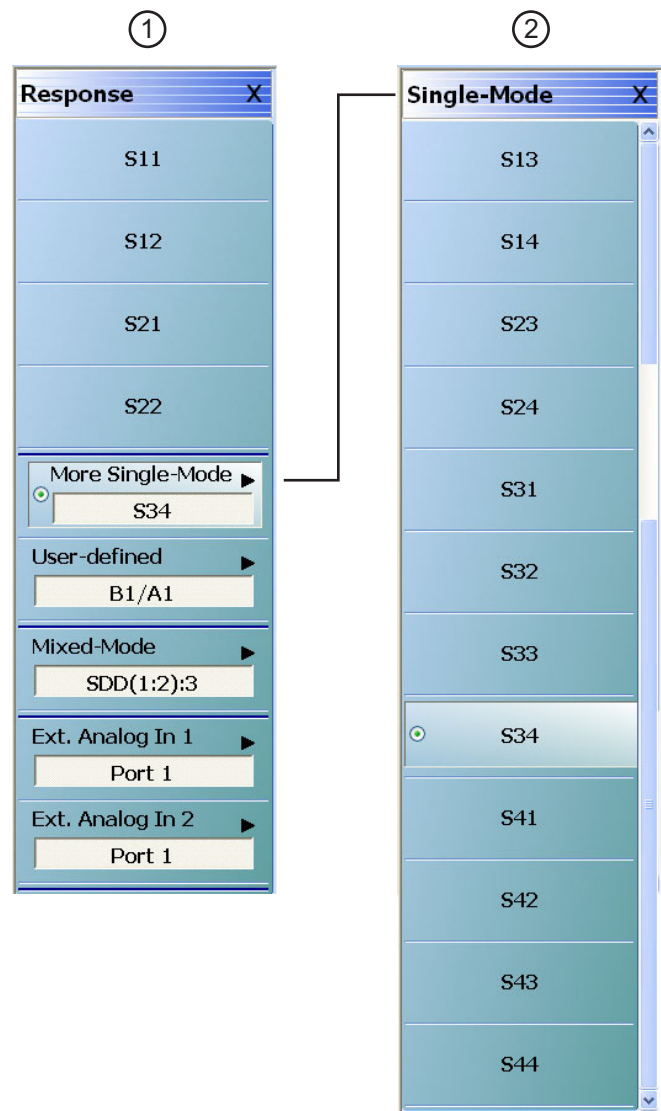 1
Response X
S11
S12
S21
S22
More Single-Mode
S34
User-defined
B1/A1
Mixed-Mode
SDD(1:2):3
Ext. Analog In 1
Port 1
Ext. Analog In 2
Port 1
2
Single-Mode X
S13
S14
S23
S24
S31
S32
S33
S34
S41
S42
S43
S44